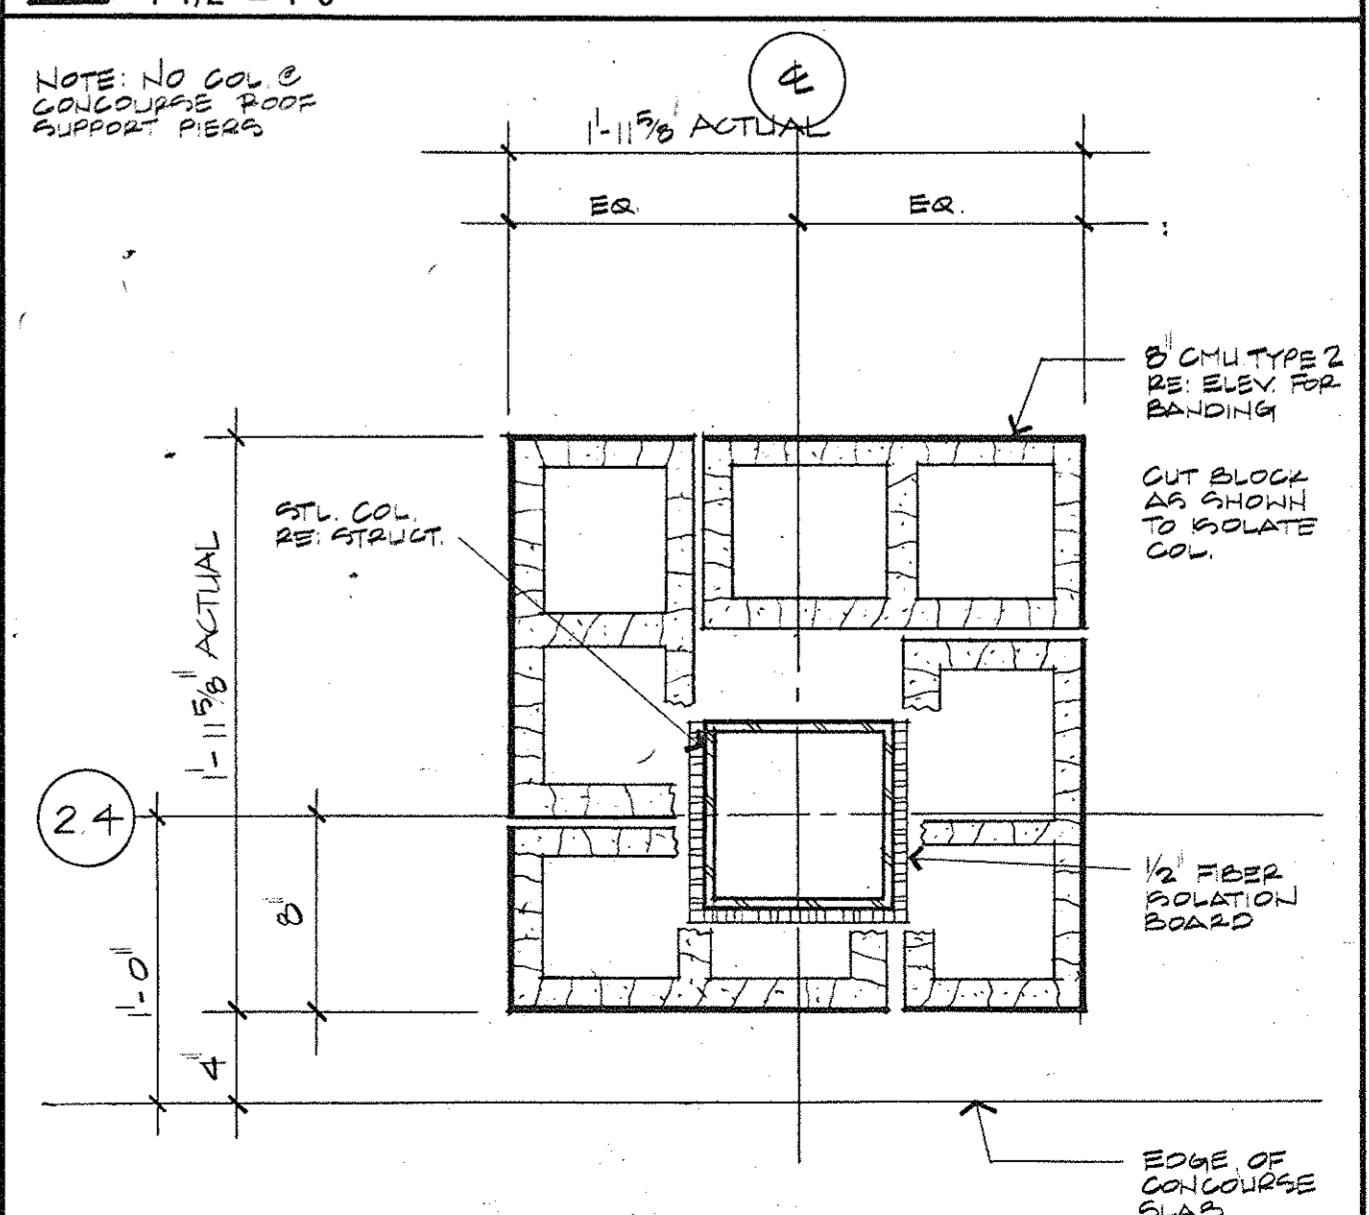 NOTE: NO COL. @
CONCOURSE ROOF
SUPPORT PIERS
℄
1'-11 5/8" ACTUAL
EQ.
EQ.
8" CMU TYPE 2
RE: ELEV. FOR
BANDING
CUT BLOCK
AS SHOWN
TO ISOLATE
COL.
STL. COL.
RE: STRUCT.
1'-11 5/8" ACTUAL
2.4
8"
1'-0"
4"
1/2" FIBER
ISOLATION
BOARD
EDGE OF
CONCOURSE
SLAB